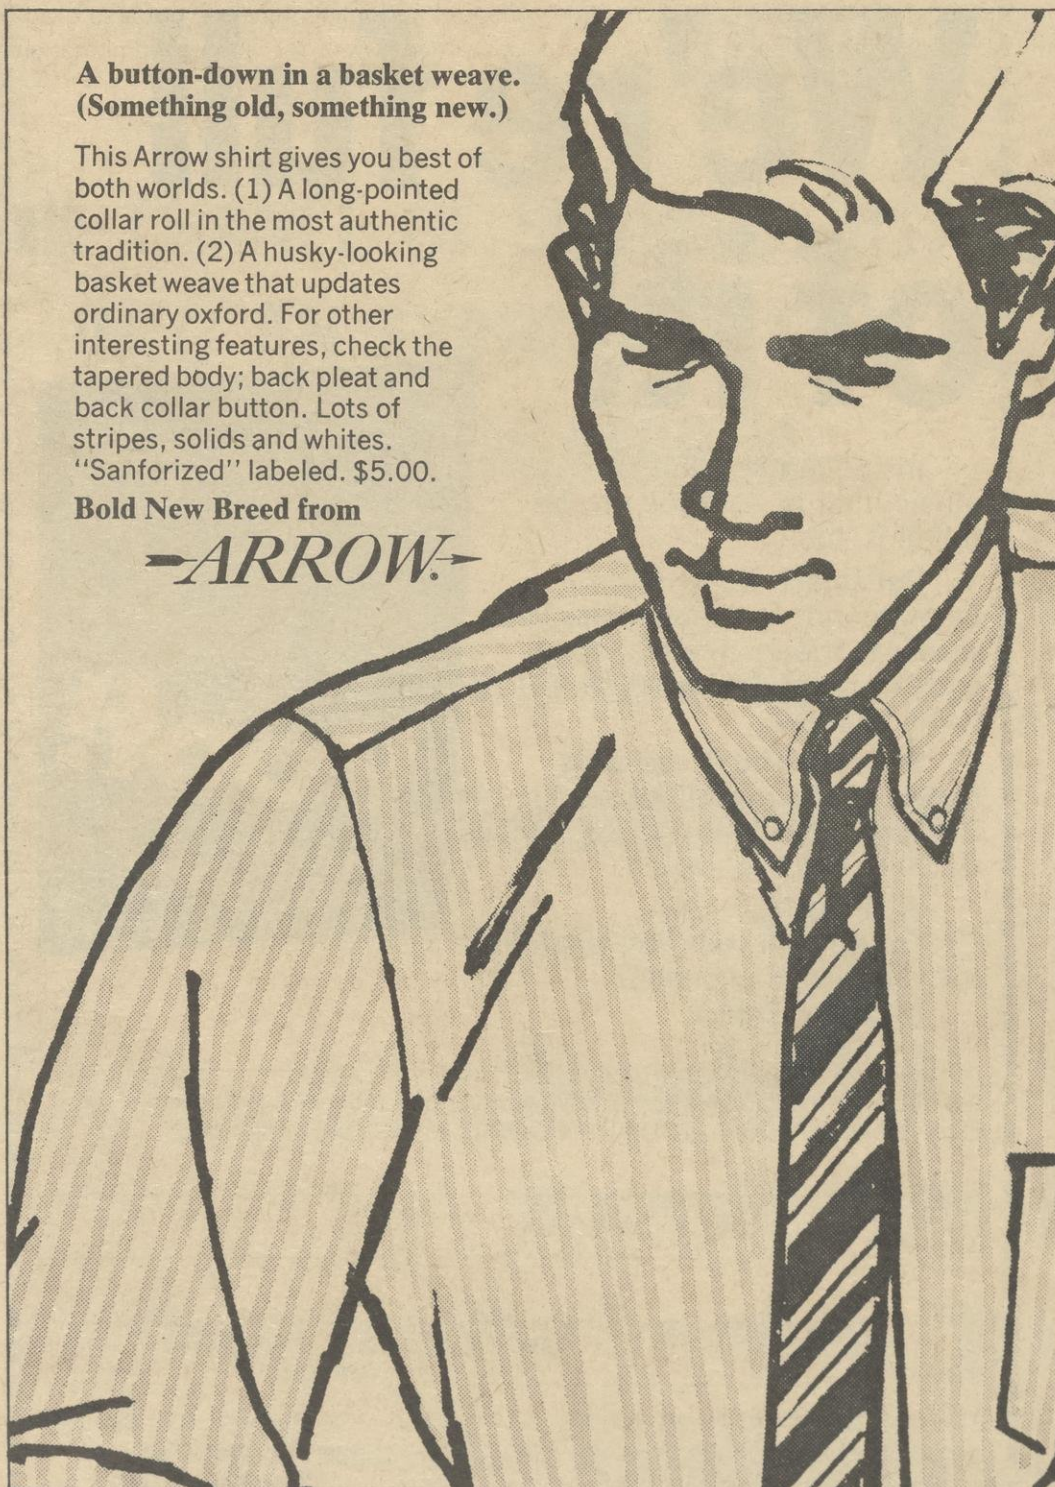 A button-down in a basket weave.
(Something old, something new.)
This Arrow shirt gives you best of
both worlds. (1) A long-pointed
collar roll in the most authentic
tradition. (2) A husky-looking
basket weave that updates
ordinary oxford. For other
interesting features, check the
tapered body; back pleat and
back collar button. Lots of
stripes, solids and whites.
"Sanforized" labeled. $5.00.
Bold New Breed from
ARROW.